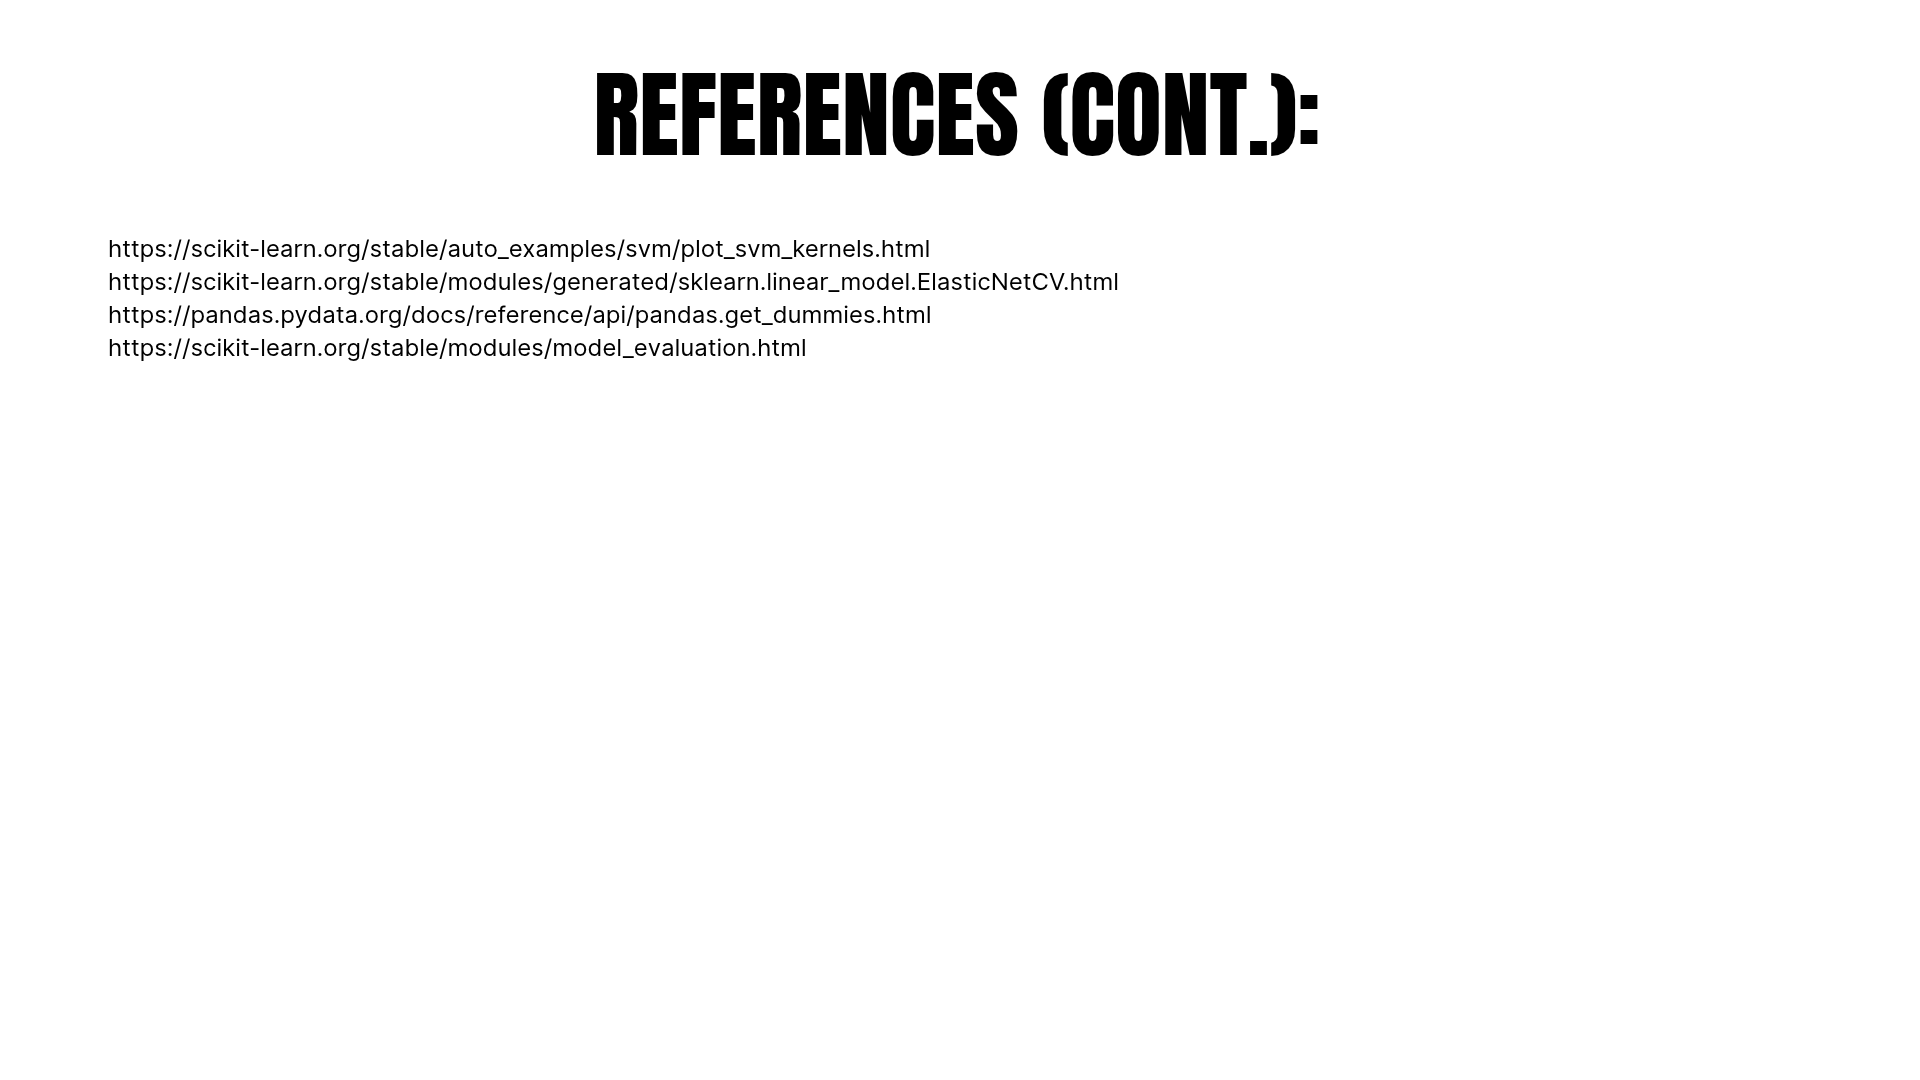 REFERENCES (CONT.):
https://scikit-learn.org/stable/auto_examples/svm/plot_svm_kernels.html
https://scikit-learn.org/stable/modules/generated/sklearn.linear_model.ElasticNetCV.html
https://pandas.pydata.org/docs/reference/api/pandas.get_dummies.html
https://scikit-learn.org/stable/modules/model_evaluation.html